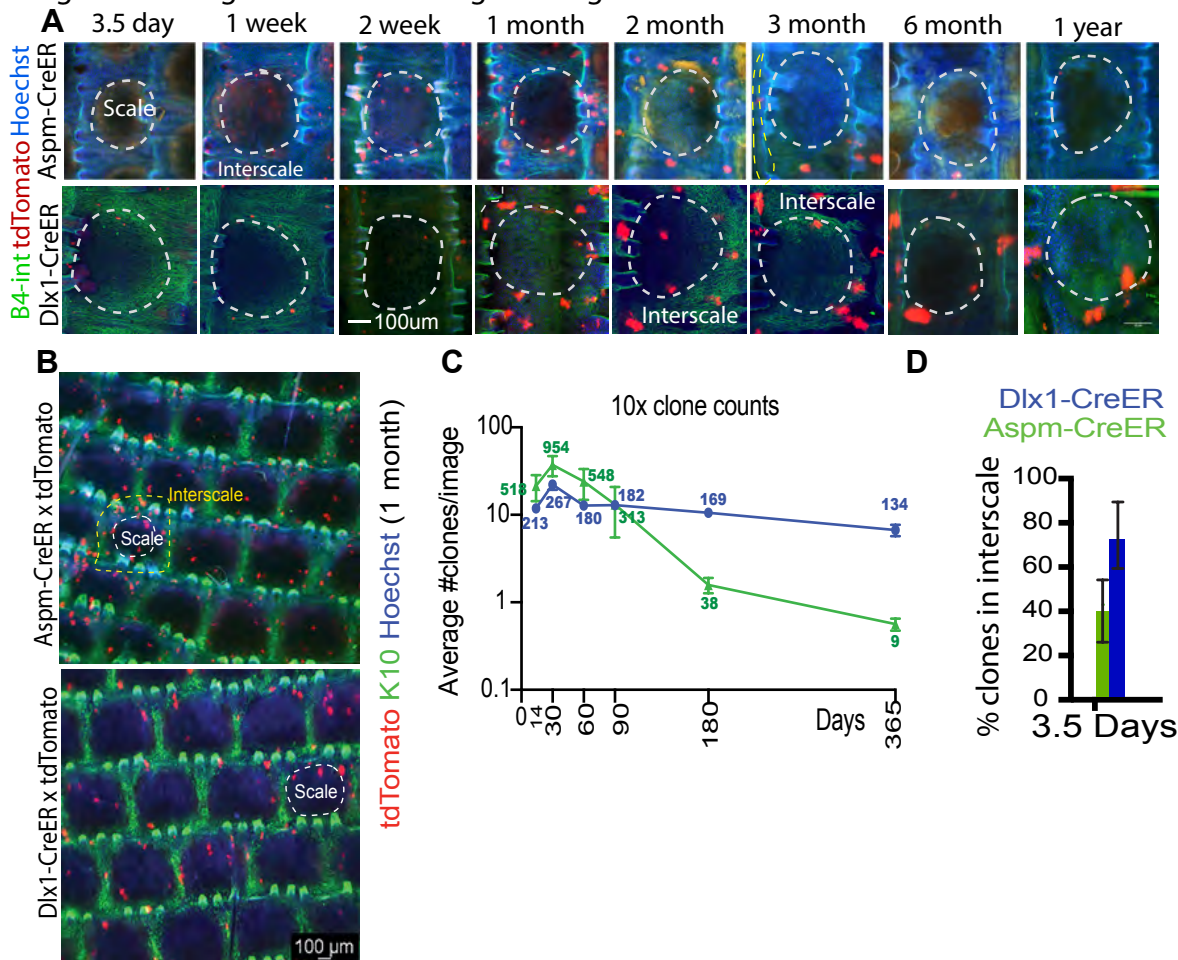 A
3.5 day
1 week
2 week
1 month
2 month
3 month
6 month
1 year
B4-int tdTomato Hoechst
Aspm-CreER
Dlx1-CreER
Scale
Interscale
Interscale
Interscale
100um
B
Aspm-CreER x tdTomato
Interscale
Scale
Dlx1-CreER x tdTomato
Scale
100 µm
tdTomato K10 Hoechst (1 month)
C
10x clone counts
Average #clones/image
100
10
1
0.1
518
954
548
213
267
180
182
313
169
134
38
9
0
14
30
60
90
180
365
Days
D
Dlx1-CreER
Aspm-CreER
% clones in interscale
100
80
60
40
20
0
3.5 Days